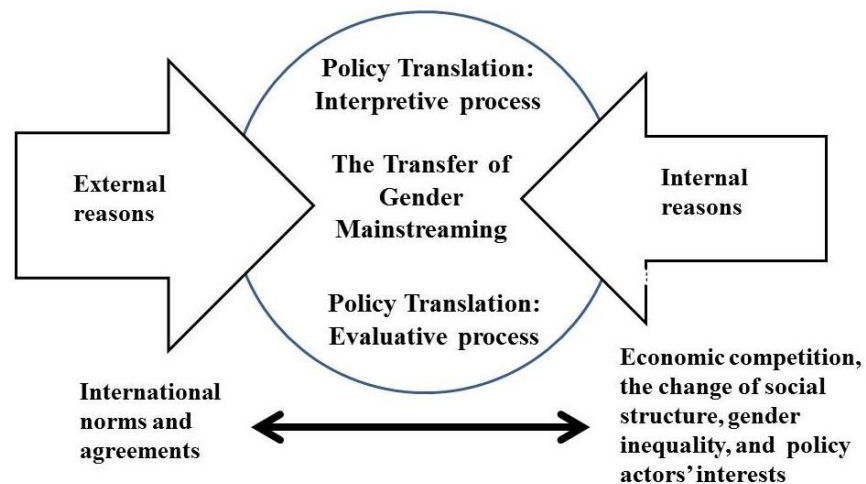 Policy Translation:
Interpretive process
The Transfer of
Gender
Mainstreaming
Policy Translation:
Evaluative process
External
reasons
Internal
reasons
International
norms and
agreements
Economic competition,
the change of social
structure, gender
inequality, and policy
actors' interests